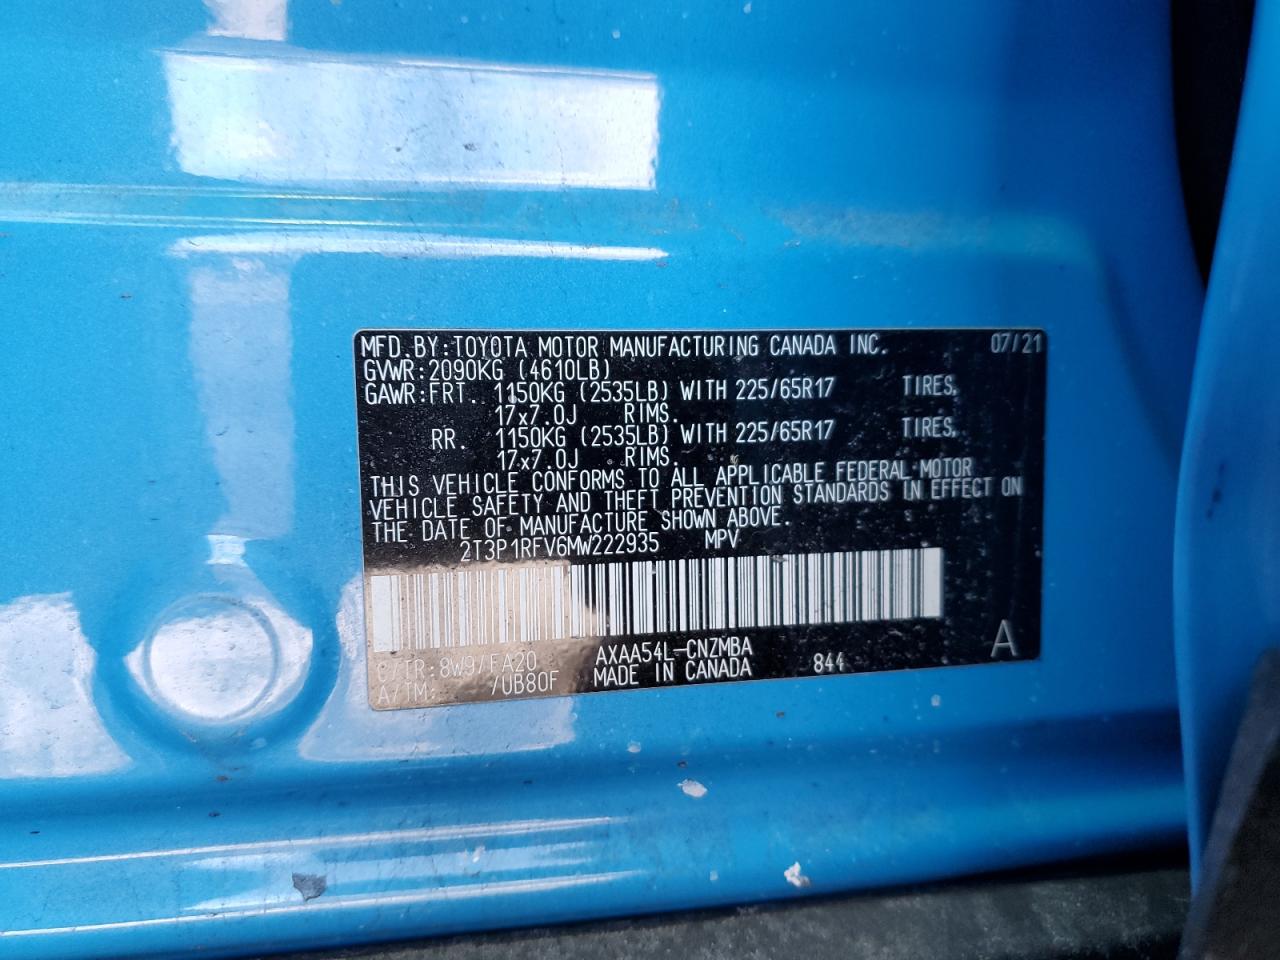 MFD. BY: TOYOTA MOTOR MANUFACTURING CANADA INC. 07/21
GVWR: 2090KG (4610LB)
GAWR: FRT. 1150KG (2535LB) WITH 225/65R17 TIRES,
17x7.0J RIMS.
RR. 1150KG (2535LB) WITH 225/65R17 TIRES,
17x7.0J RIMS.
THIS VEHICLE CONFORMS TO ALL APPLICABLE FEDERAL MOTOR
VEHICLE SAFETY AND THEFT PREVENTION STANDARDS IN EFFECT ON
THE DATE OF MANUFACTURE SHOWN ABOVE.
2T3P1RFV6MW222935 MPV
C/TR: 8W9/FA20 AXAA54L-CNZMBA 844 A
A/TM: /UB80F MADE IN CANADA